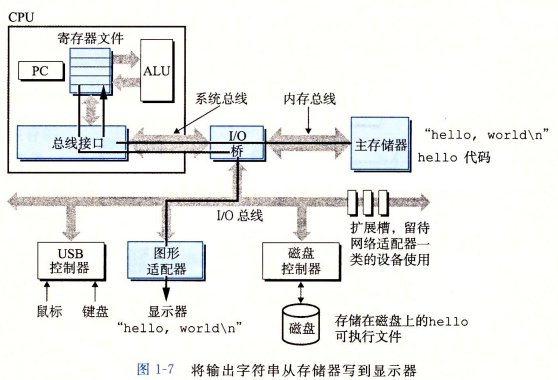 CPU
寄存器文件
PC
ALU
系统总线
内存总线
总线接口
I/O
桥
主存储器
"hello, world\n"
hello 代码
I/O 总线
扩展槽，留待
网络适配器一
类的设备使用
USB
控制器
图形
适配器
磁盘
控制器
鼠标
键盘
显示器
"hello, world\n"
磁盘
存储在磁盘上的hello
可执行文件
图 1-7 将输出字符串从存储器写到显示器